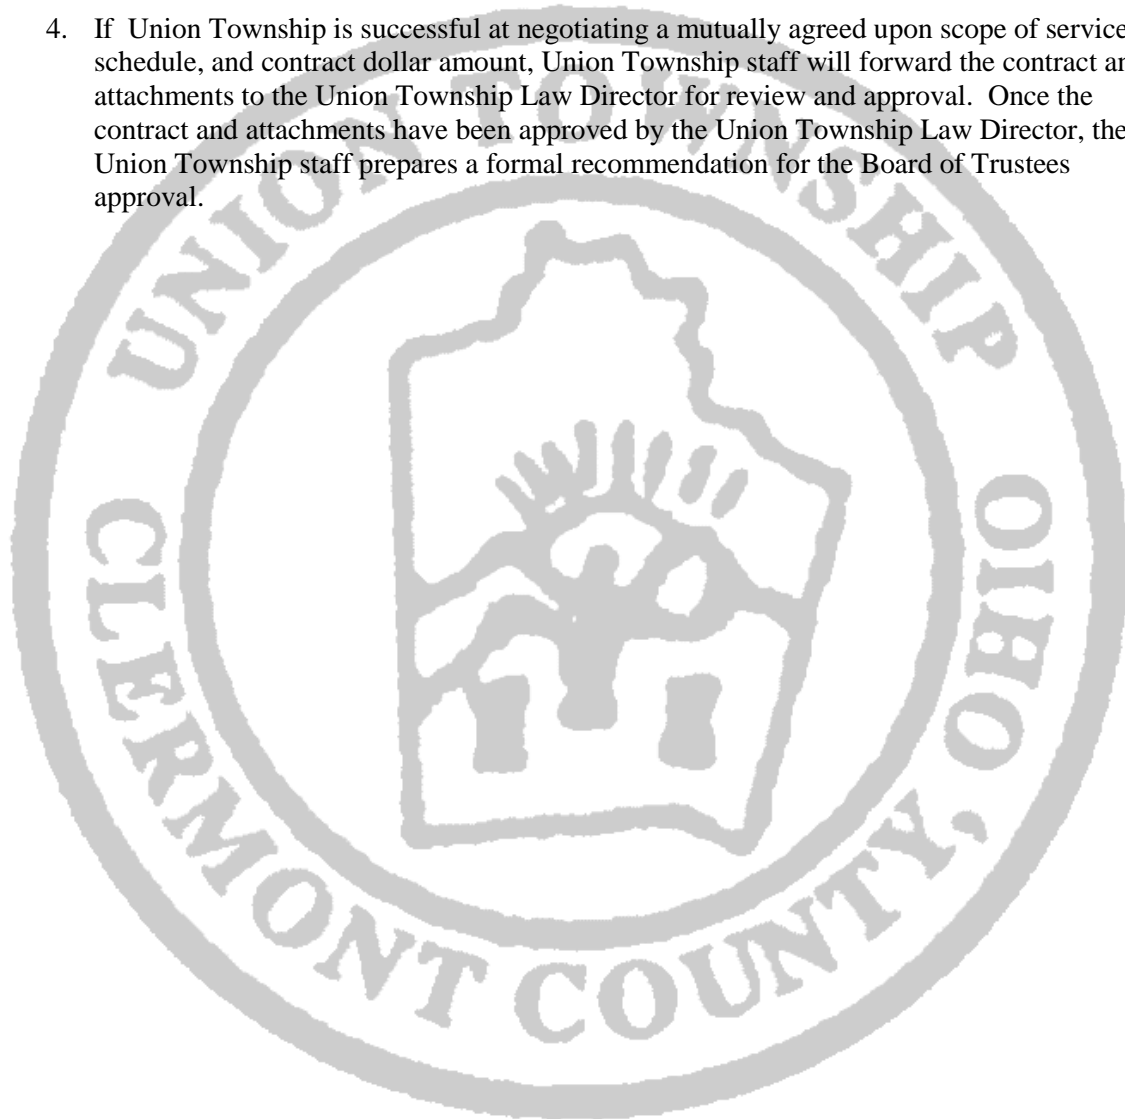 4. If Union Township is successful at negotiating a mutually agreed upon scope of service
schedule, and contract dollar amount, Union Township staff will forward the contract an
attachments to the Union Township Law Director for review and approval. Once the
contract and attachments have been approved by the Union Township Law Director, the
Union Township staff prepares a formal recommendation for the Board of Trustees
approval.
UNION TOWNSHIP
CLERMONT COUNTY, OHIO